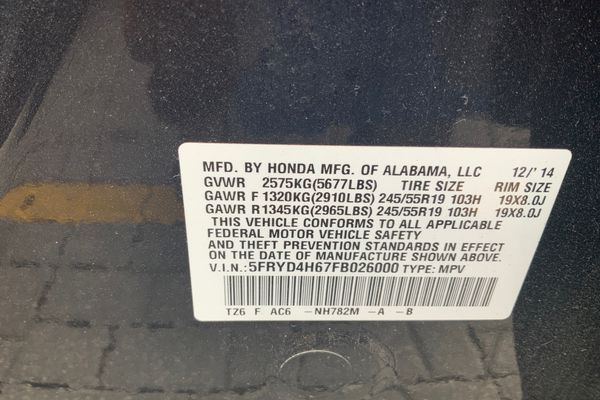 MFD. BY HONDA MFG. OF ALABAMA, LLC 12/'14
GVWR 2575KG(5677LBS) TIRE SIZE RIM SIZE
GAWR F 1320KG(2910LBS) 245/55R19 103H 19X8.0J
GAWR R1345KG(2965LBS) 245/55R19 103H 19X8.0J
THIS VEHICLE CONFORMS TO ALL APPLICABLE
FEDERAL MOTOR VEHICLE SAFETY
AND THEFT PREVENTION STANDARDS IN EFFECT
ON THE DATE OF MANUFACTURE SHOWN ABOVE.
V.I.N.: 5FRYD4H67FB026000 TYPE: MPV
TZ6 F AC6 -NH782M -A -B